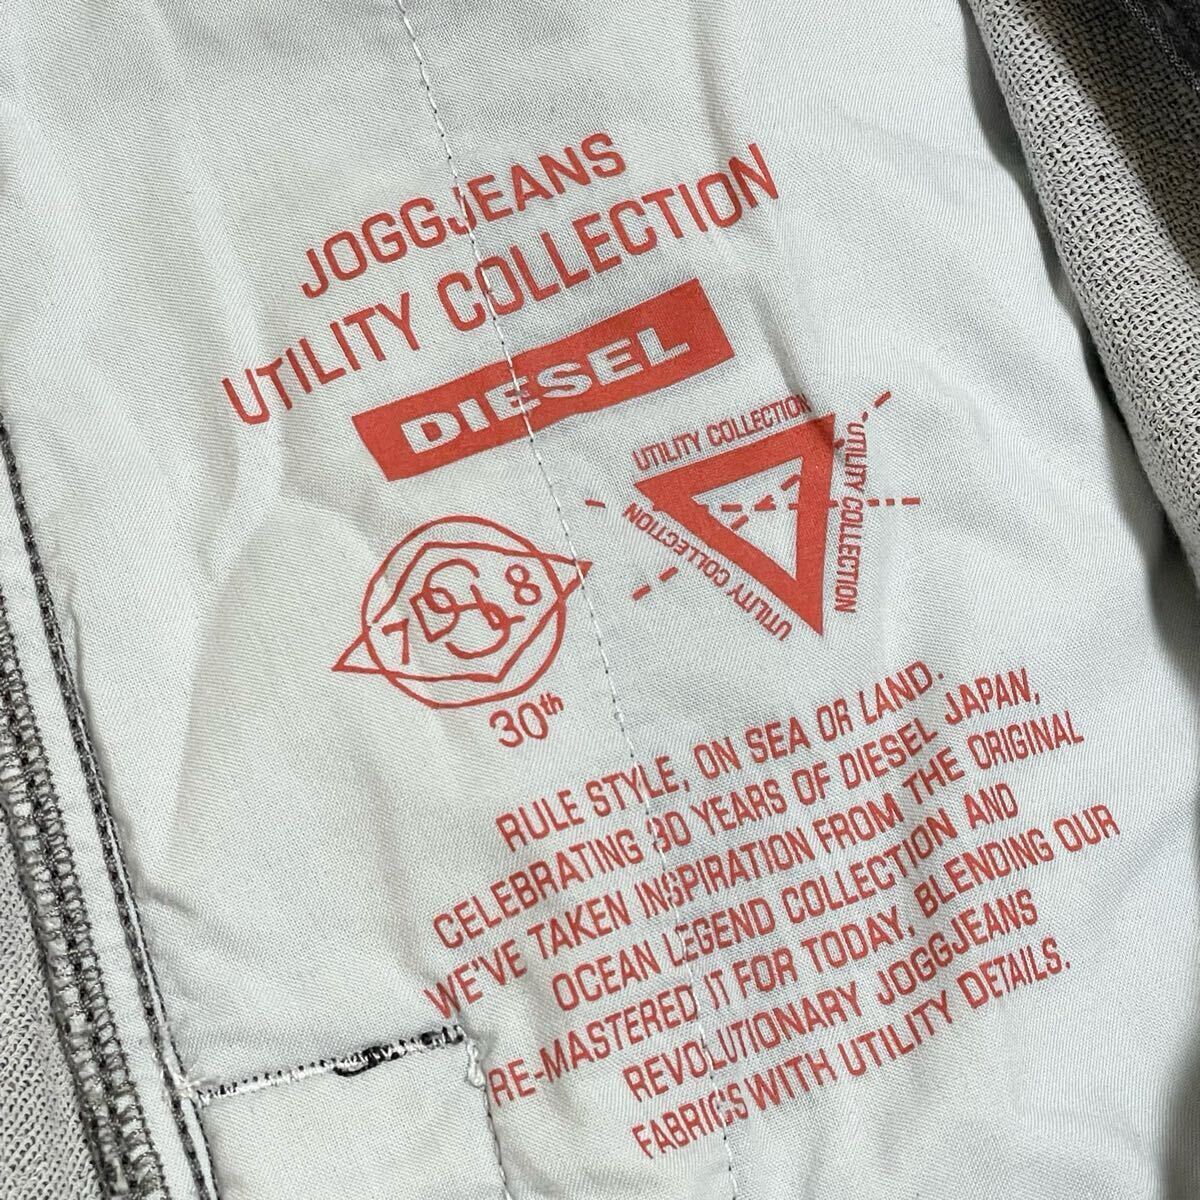 JOGGJEANS
UTILITY COLLECTION
DIESEL
UTILITY COLLECTION
UTILITY COLLECTION
UTILITY COLLECTION
7 DSL 8
30th
RULE STYLE, ON SEA OR LAND.
CELEBRATING 30 YEARS OF DIESEL JAPAN,
WE'VE TAKEN INSPIRATION FROM THE ORIGINAL
OCEAN LEGEND COLLECTION AND
RE-MASTERED IT FOR TODAY, BLENDING OUR
REVOLUTIONARY JOGGJEANS
FABRICS WITH UTILITY DETAILS.